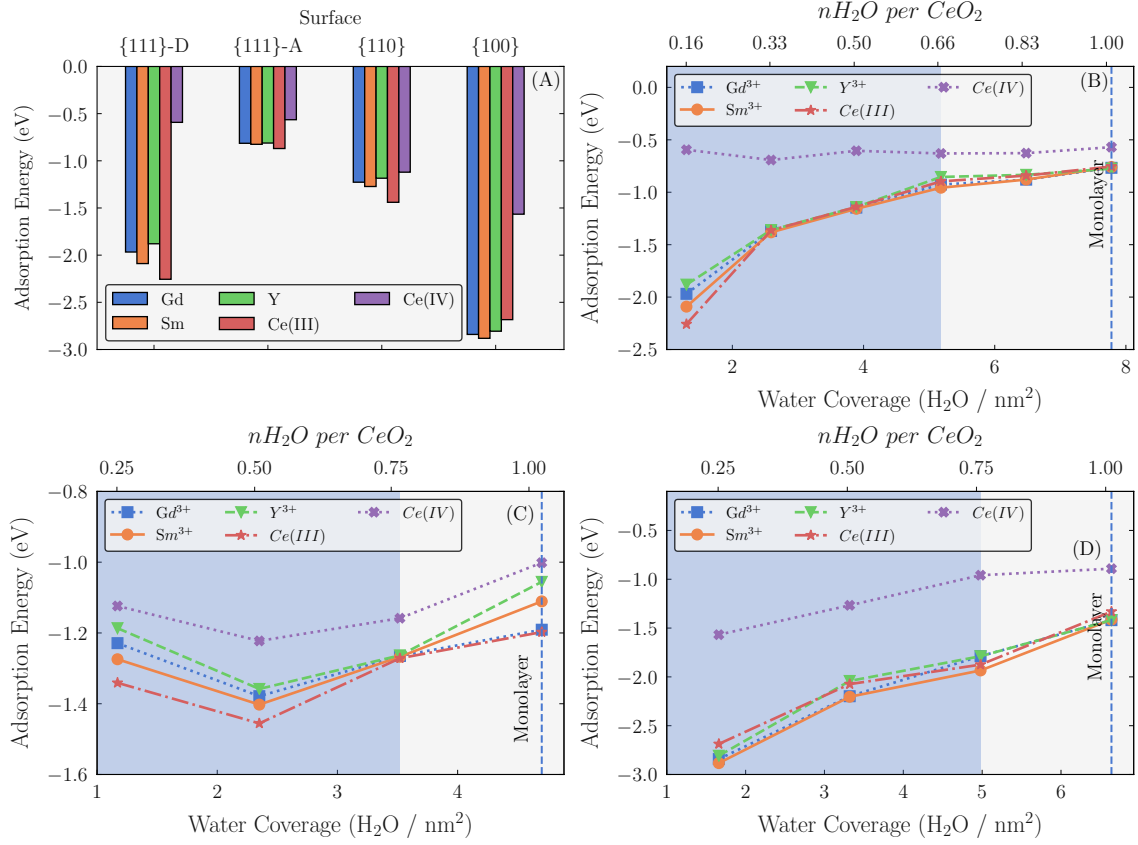 Surface
{111}-D {111}-A {110} {100}
0.0
−0.5
−1.0
−1.5
−2.0
−2.5
−3.0
Adsorption Energy (eV)
(A)
Gd Y Ce(IV)
Sm Ce(III)
nH₂O per CeO₂
0.16 0.33 0.50 0.66 0.83 1.00
0.0
−0.5
−1.0
−1.5
−2.0
−2.5
Adsorption Energy (eV)
(B)
Gd³⁺ Y³⁺ Ce(IV)
Sm³⁺ Ce(III)
Monolayer
2 4 6 8
Water Coverage (H₂O / nm²)
nH₂O per CeO₂
0.25 0.50 0.75 1.00
−0.8
−1.0
−1.2
−1.4
−1.6
Adsorption Energy (eV)
(C)
Gd³⁺ Y³⁺ Ce(IV)
Sm³⁺ Ce(III)
Monolayer
1 2 3 4
Water Coverage (H₂O / nm²)
nH₂O per CeO₂
0.25 0.50 0.75 1.00
−0.5
−1.0
−1.5
−2.0
−2.5
−3.0
Adsorption Energy (eV)
(D)
Gd³⁺ Y³⁺ Ce(IV)
Sm³⁺ Ce(III)
Monolayer
1 2 3 4 5 6
Water Coverage (H₂O / nm²)